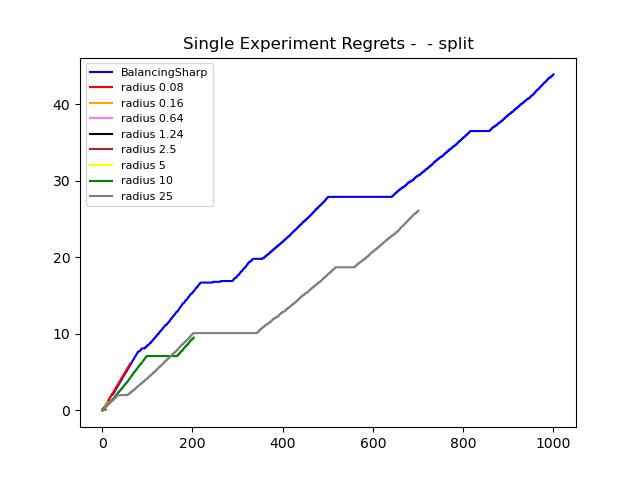 Single Experiment Regrets -  - split
BalancingSharp
radius 0.08
radius 0.16
radius 0.64
radius 1.24
radius 2.5
radius 5
radius 10
radius 25
40
30
20
10
0
0 200 400 600 800 1000